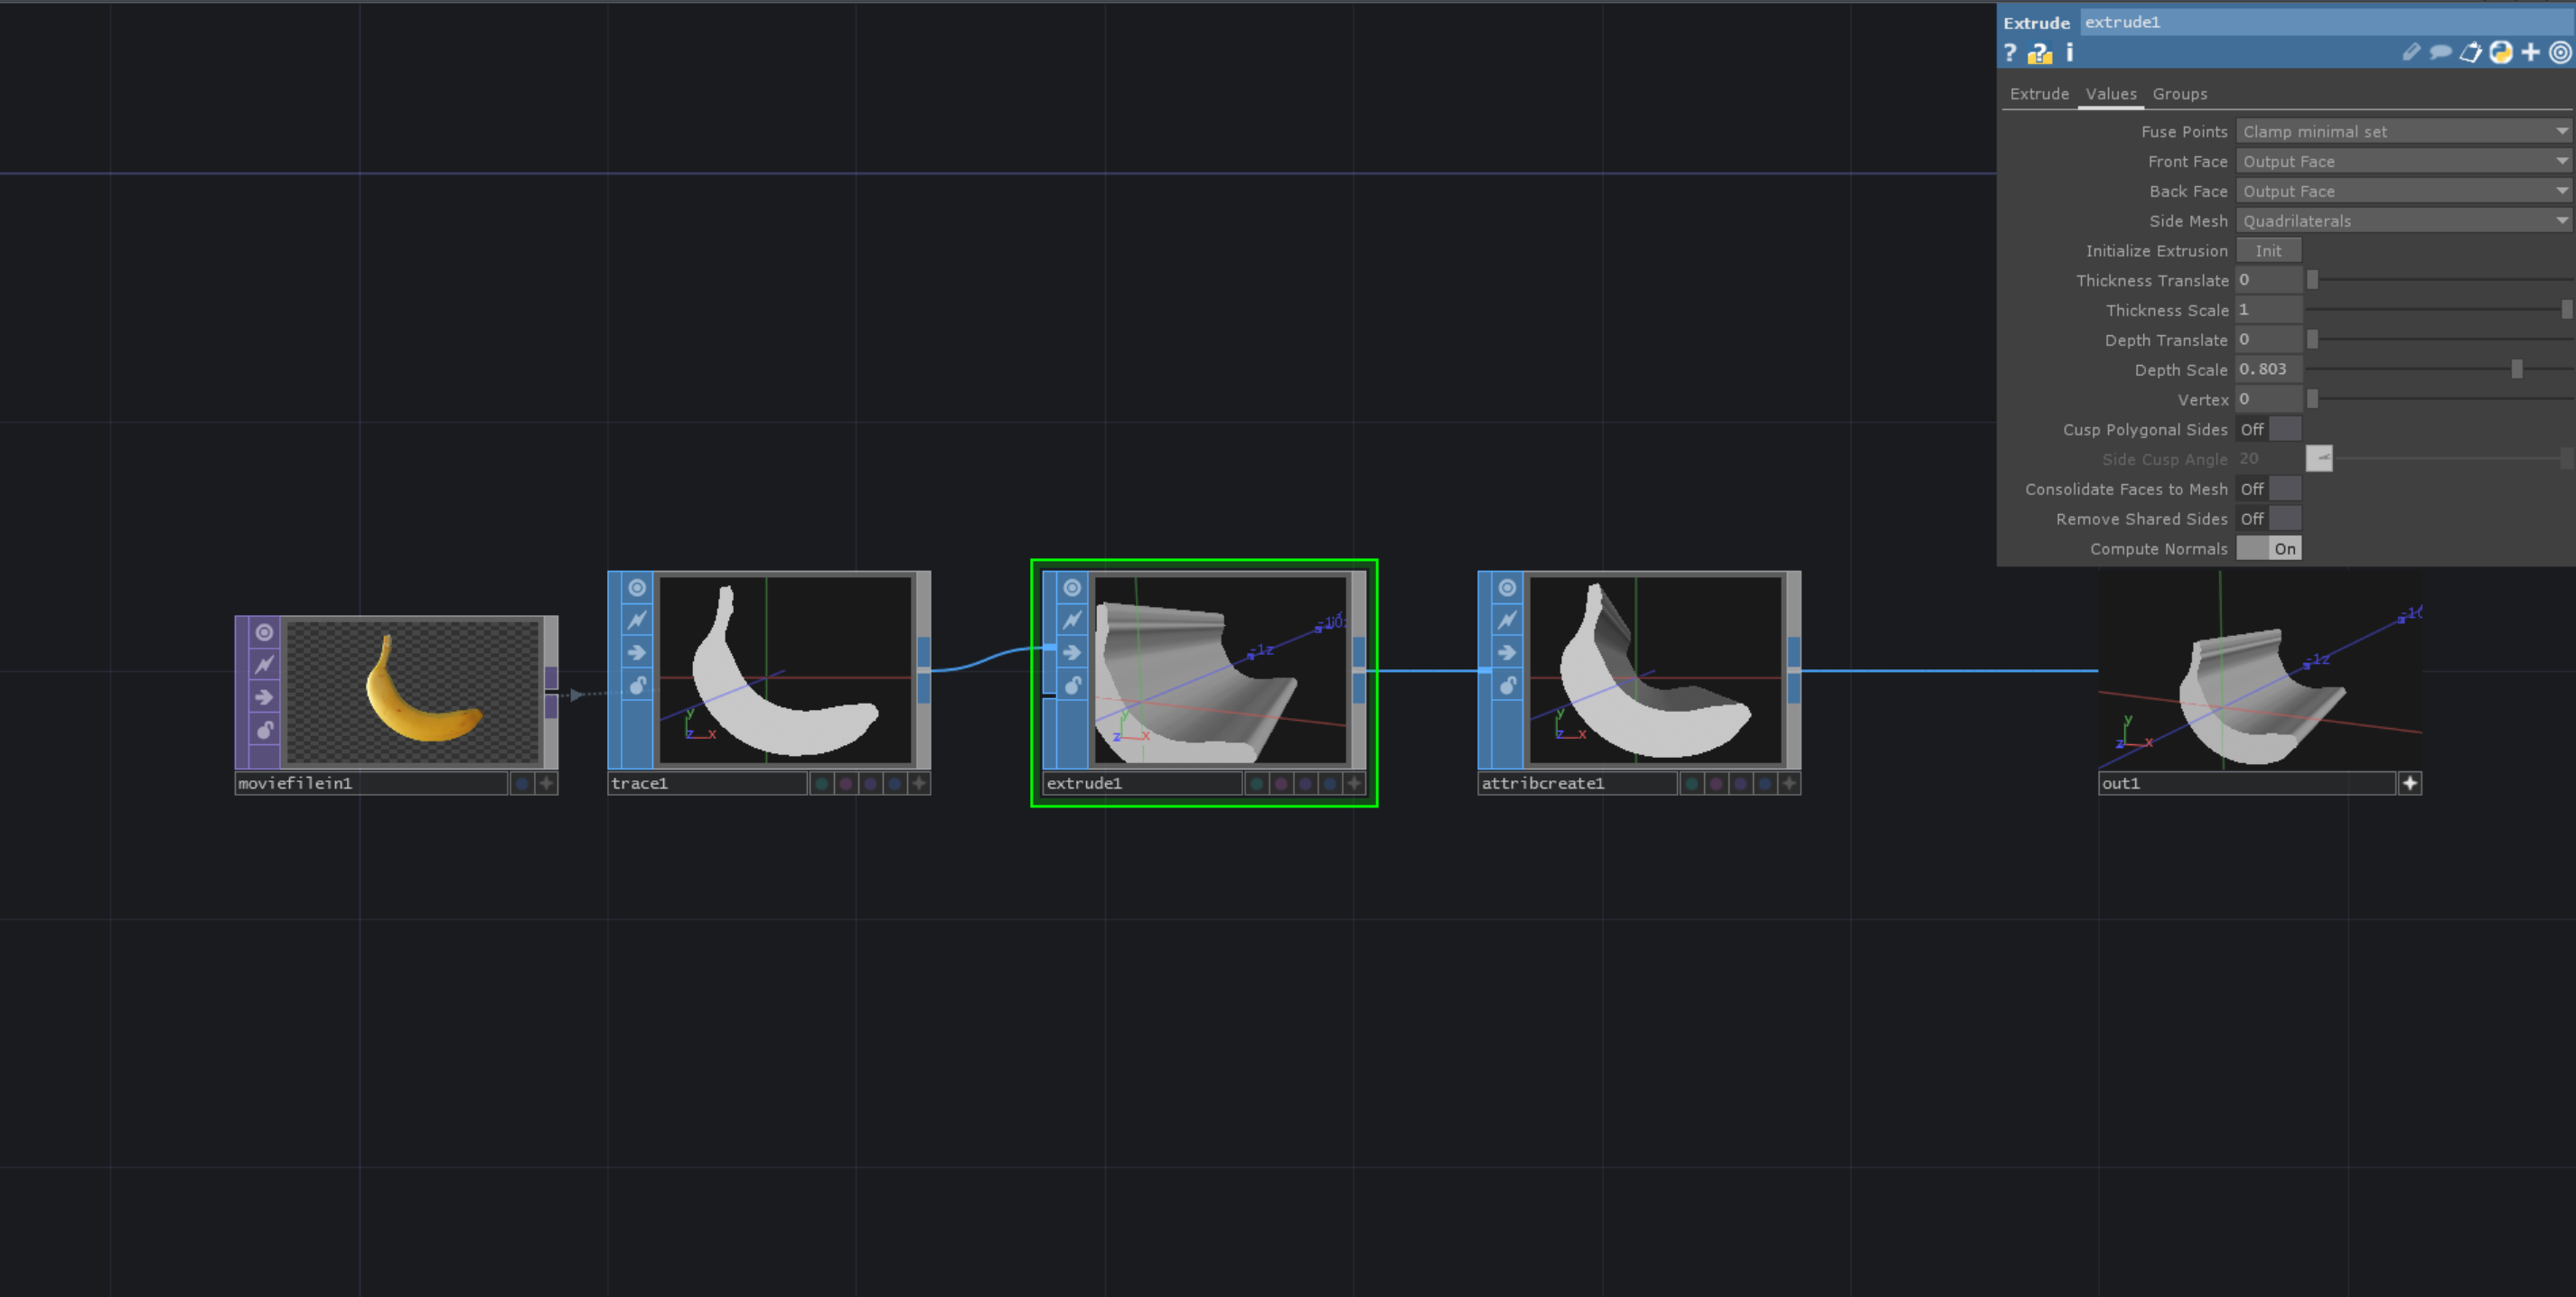 Extrude extrude1
? ? i
Extrude Values Groups
Fuse Points Clamp minimal set
Front Face Output Face
Back Face Output Face
Side Mesh Quadrilaterals
Initialize Extrusion Init
Thickness Translate 0
Thickness Scale 1
Depth Translate 0
Depth Scale 0.803
Vertex 0
Cusp Polygonal Sides Off
Side Cusp Angle 20
Consolidate Faces to Mesh Off
Remove Shared Sides Off
Compute Normals On
y
z x
-1z
y
z x
y
z x
-1z
y
z x
moviefilein1
trace1
extrude1
attribcreate1
out1